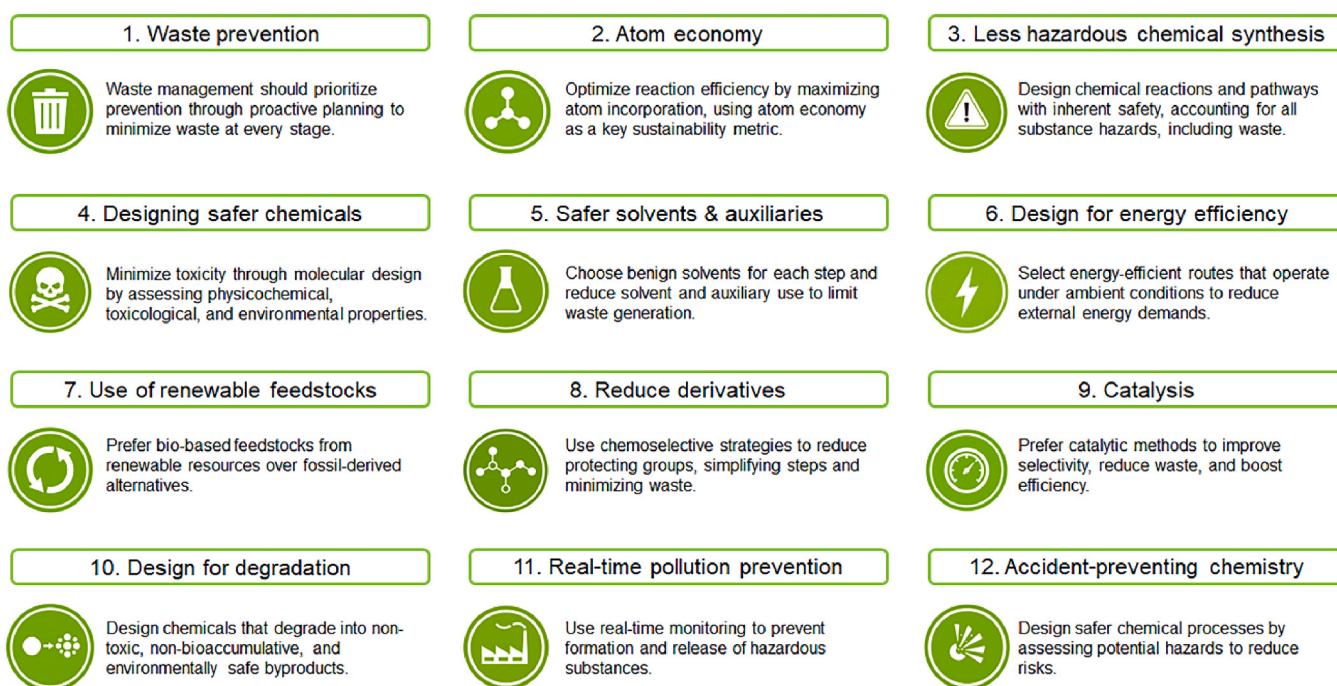 1. Waste prevention
Waste management should prioritize
prevention through proactive planning to
minimize waste at every stage.
2. Atom economy
Optimize reaction efficiency by maximizing
atom incorporation, using atom economy
as a key sustainability metric.
3. Less hazardous chemical synthesis
Design chemical reactions and pathways
with inherent safety, accounting for all
substance hazards, including waste.
4. Designing safer chemicals
Minimize toxicity through molecular design
by assessing physicochemical,
toxicological, and environmental properties.
5. Safer solvents & auxiliaries
Choose benign solvents for each step and
reduce solvent and auxiliary use to limit
waste generation.
6. Design for energy efficiency
Select energy-efficient routes that operate
under ambient conditions to reduce
external energy demands.
7. Use of renewable feedstocks
Prefer bio-based feedstocks from
renewable resources over fossil-derived
alternatives.
8. Reduce derivatives
Use chemoselective strategies to reduce
protecting groups, simplifying steps and
minimizing waste.
9. Catalysis
Prefer catalytic methods to improve
selectivity, reduce waste, and boost
efficiency.
10. Design for degradation
Design chemicals that degrade into non-
toxic, non-bioaccumulative, and
environmentally safe byproducts.
11. Real-time pollution prevention
Use real-time monitoring to prevent
formation and release of hazardous
substances.
12. Accident-preventing chemistry
Design safer chemical processes by
assessing potential hazards to reduce
risks.